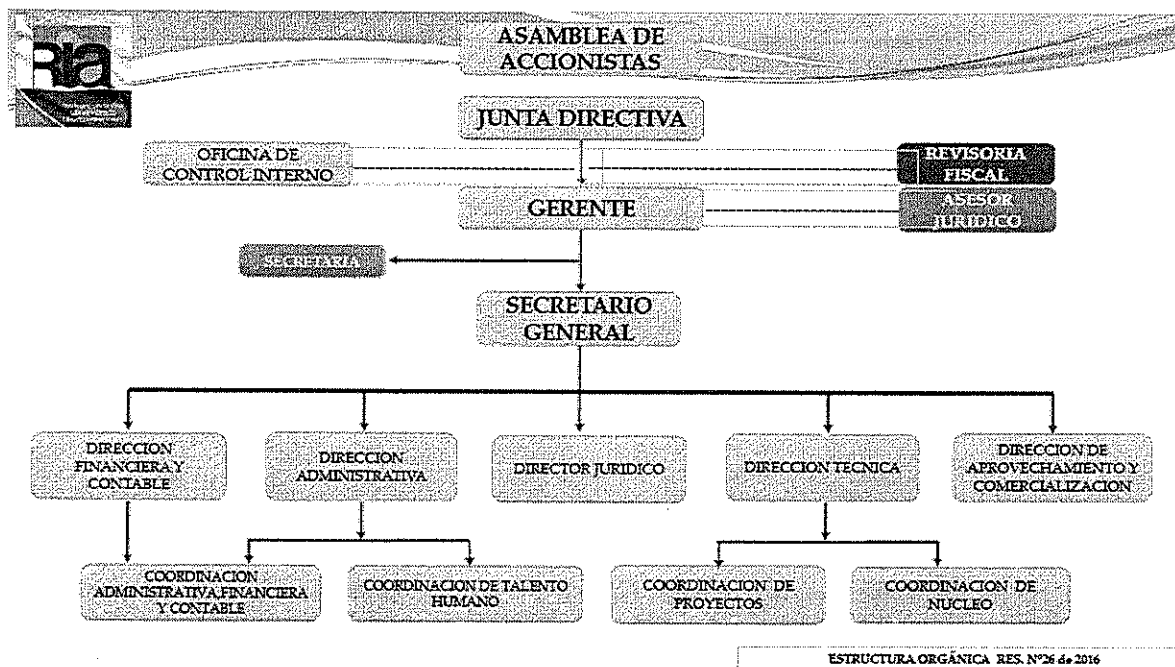 Ria
ASAMBLEA DE
ACCIONISTAS
JUNTA DIRECTIVA
OFICINA DE
CONTROL INTERNO
REVISORIA
FISCAL
GERENTE
ASESOR
JURIDICO
SECRETARIA
SECRETARIO
GENERAL
DIRECCION
FINANCIERA Y
CONTABLE
DIRECCION
ADMINISTRATIVA
DIRECTOR JURIDICO
DIRECCION TECNICA
DIRECCION DE
APROVECHAMIENTO Y
COMERCIALIZACION
COORDINACION
ADMINISTRATIVA,FINANCIERA
Y CONTABLE
COORDINACION DE TALENTO
HUMANO
COORDINACION DE
PROYECTOS
COORDINACION DE
NUCLEO
ESTRUCTURA ORGÁNICA RES. Nº26 de 2016